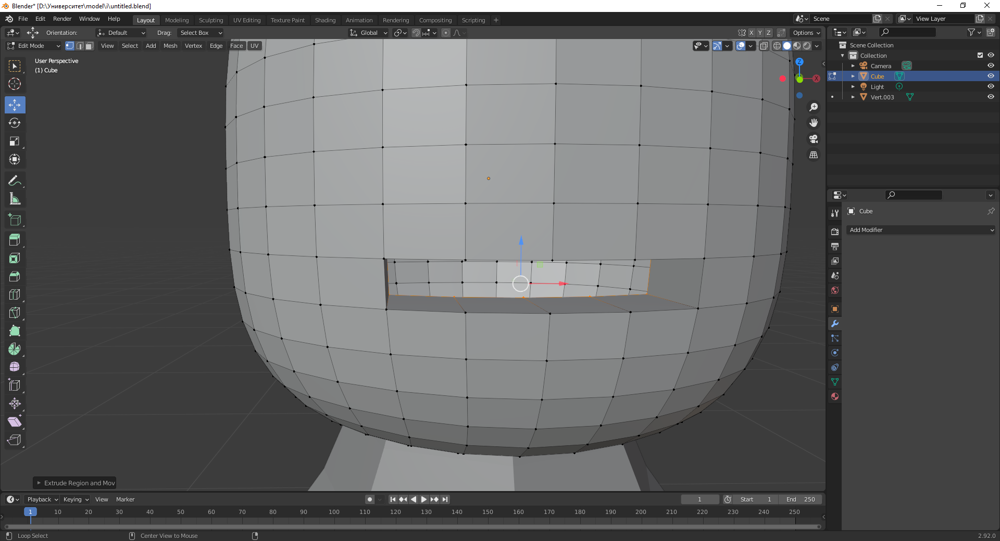 Blender* [D:\Университет\model\i\untitled.blend]
File Edit Render Window Help
Layout Modeling Sculpting UV Editing Texture Paint Shading Animation Rendering Compositing Scripting
Scene View Layer
Orientation: Default Drag: Select Box Global X Y Z Options
Edit Mode View Select Add Mesh Vertex Edge Face UV
User Perspective
(1) Cube
Z
X
Scene Collection
Collection
Camera
Cube
Light
Vert.003
Cube
Add Modifier
Extrude Region and Mov
Playback Keying View Marker 1 Start 1 End 250
1 10 20 30 40 50 60 70 80 90 100 110 120 130 140 150 160 170 180 190 200 210 220 230 240 250
Loop Select Center View to Mouse 2.92.0